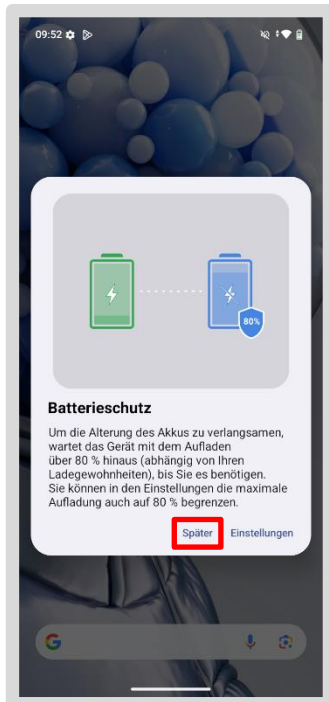 09:52
80%
Batterieschutz
Um die Alterung des Akkus zu verlangsamen,
wartet das Gerät mit dem Aufladen
über 80 % hinaus (abhängig von Ihren
Ladegewohnheiten), bis Sie es benötigen.
Sie können in den Einstellungen die maximale
Aufladung auch auf 80 % begrenzen.
Später Einstellungen
G